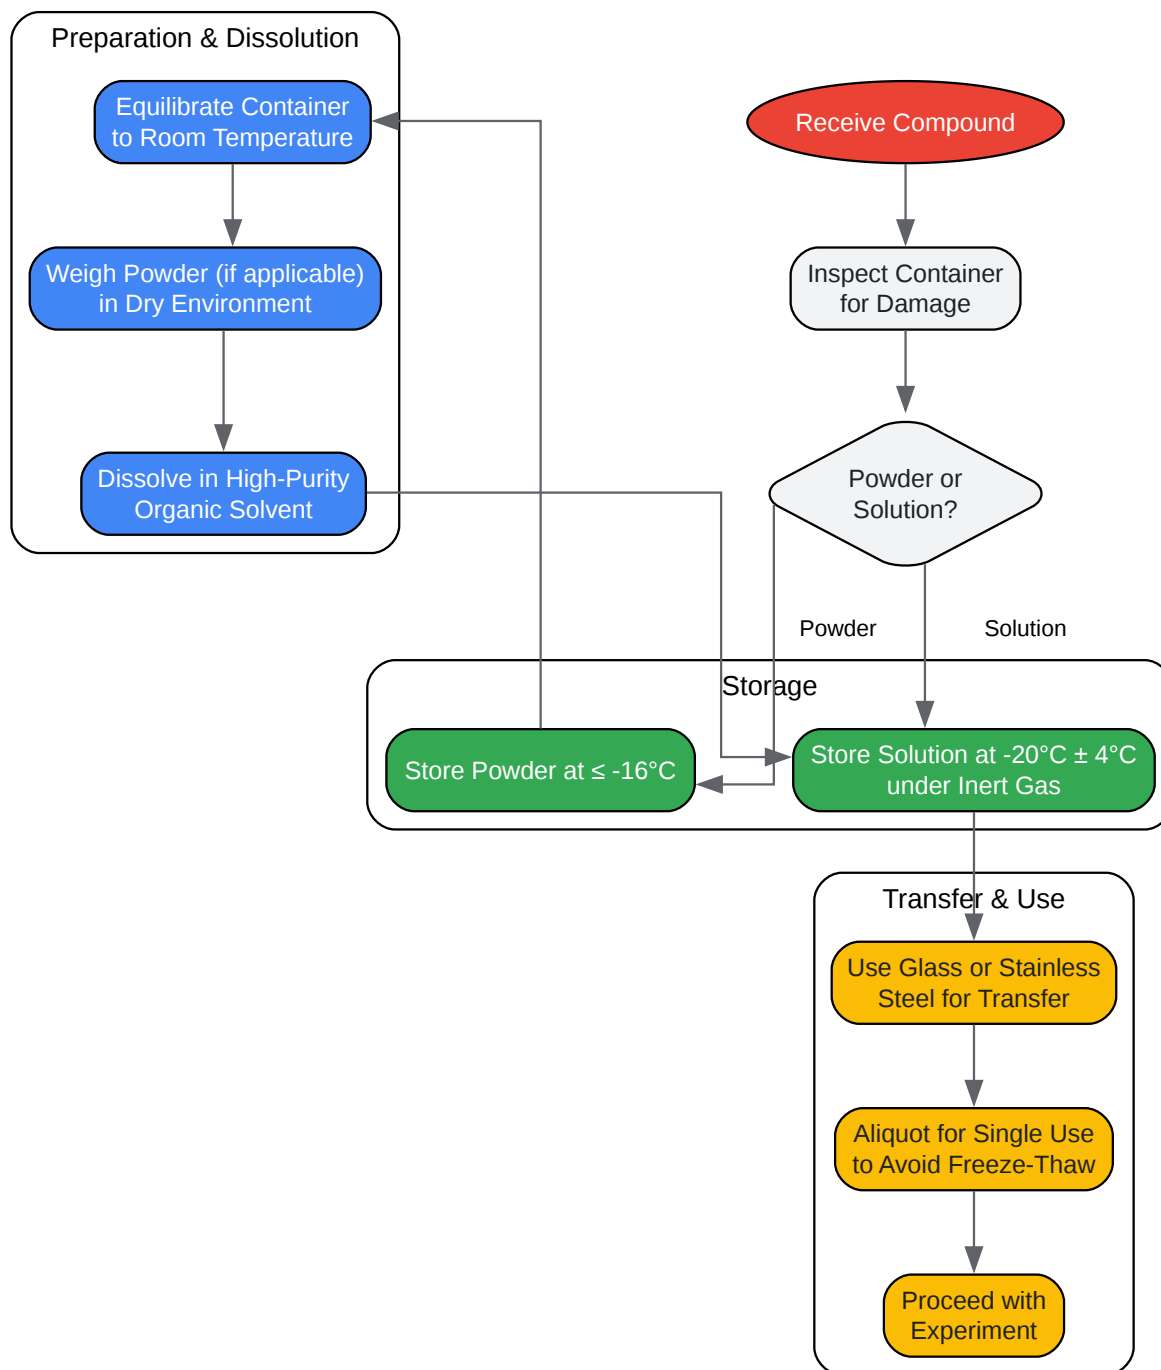 Preparation & Dissolution
Equilibrate Container
to Room Temperature
Weigh Powder (if applicable)
in Dry Environment
Dissolve in High-Purity
Organic Solvent
Receive Compound
Inspect Container
for Damage
Powder or
Solution?
Powder
Solution
Storage
Store Powder at ≤ -16°C
Store Solution at -20°C ± 4°C
under Inert Gas
Transfer & Use
Use Glass or Stainless
Steel for Transfer
Aliquot for Single Use
to Avoid Freeze-Thaw
Proceed with
Experiment